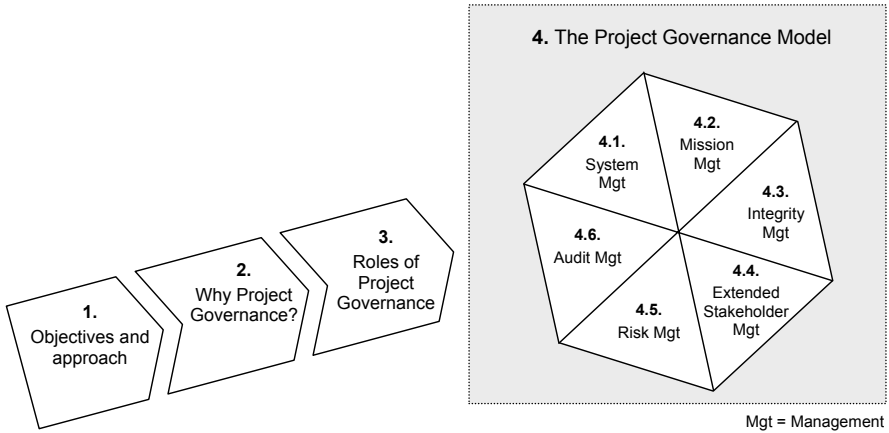 1.
Objectives and
approach
2.
Why Project
Governance?
3.
Roles of
Project
Governance
4. The Project Governance Model
4.1.
System
Mgt
4.2.
Mission
Mgt
4.3.
Integrity
Mgt
4.4.
Extended
Stakeholder
Mgt
4.5.
Risk Mgt
4.6.
Audit Mgt
Mgt = Management